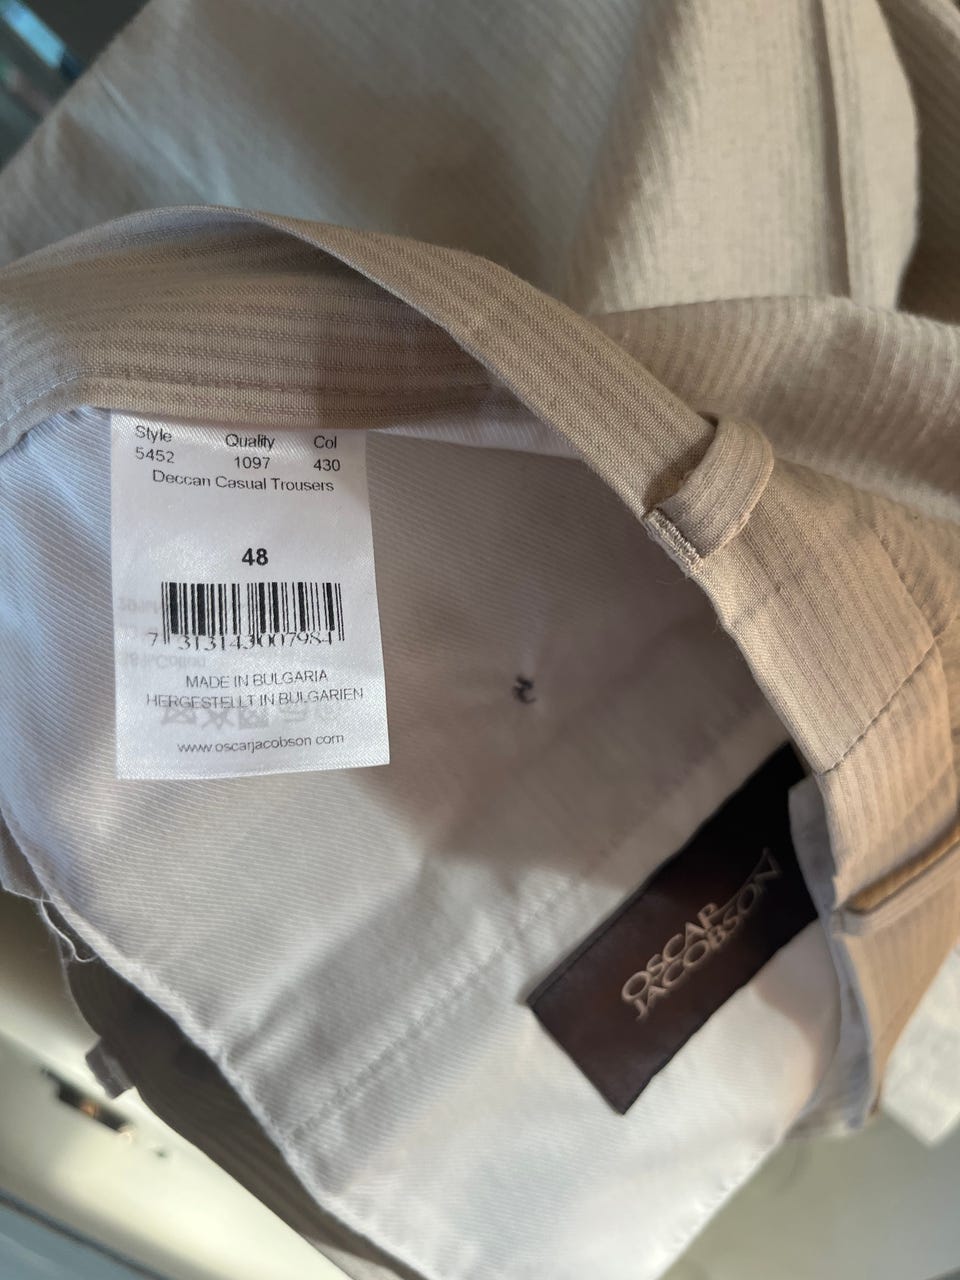 Style Quality Col
5452 1097 430
Deccan Casual Trousers
48
7 313143 007984
MADE IN BULGARIA
HERGESTELLT IN BULGARIEN
www.oscarjacobson.com
OSCAR
JACOBSON